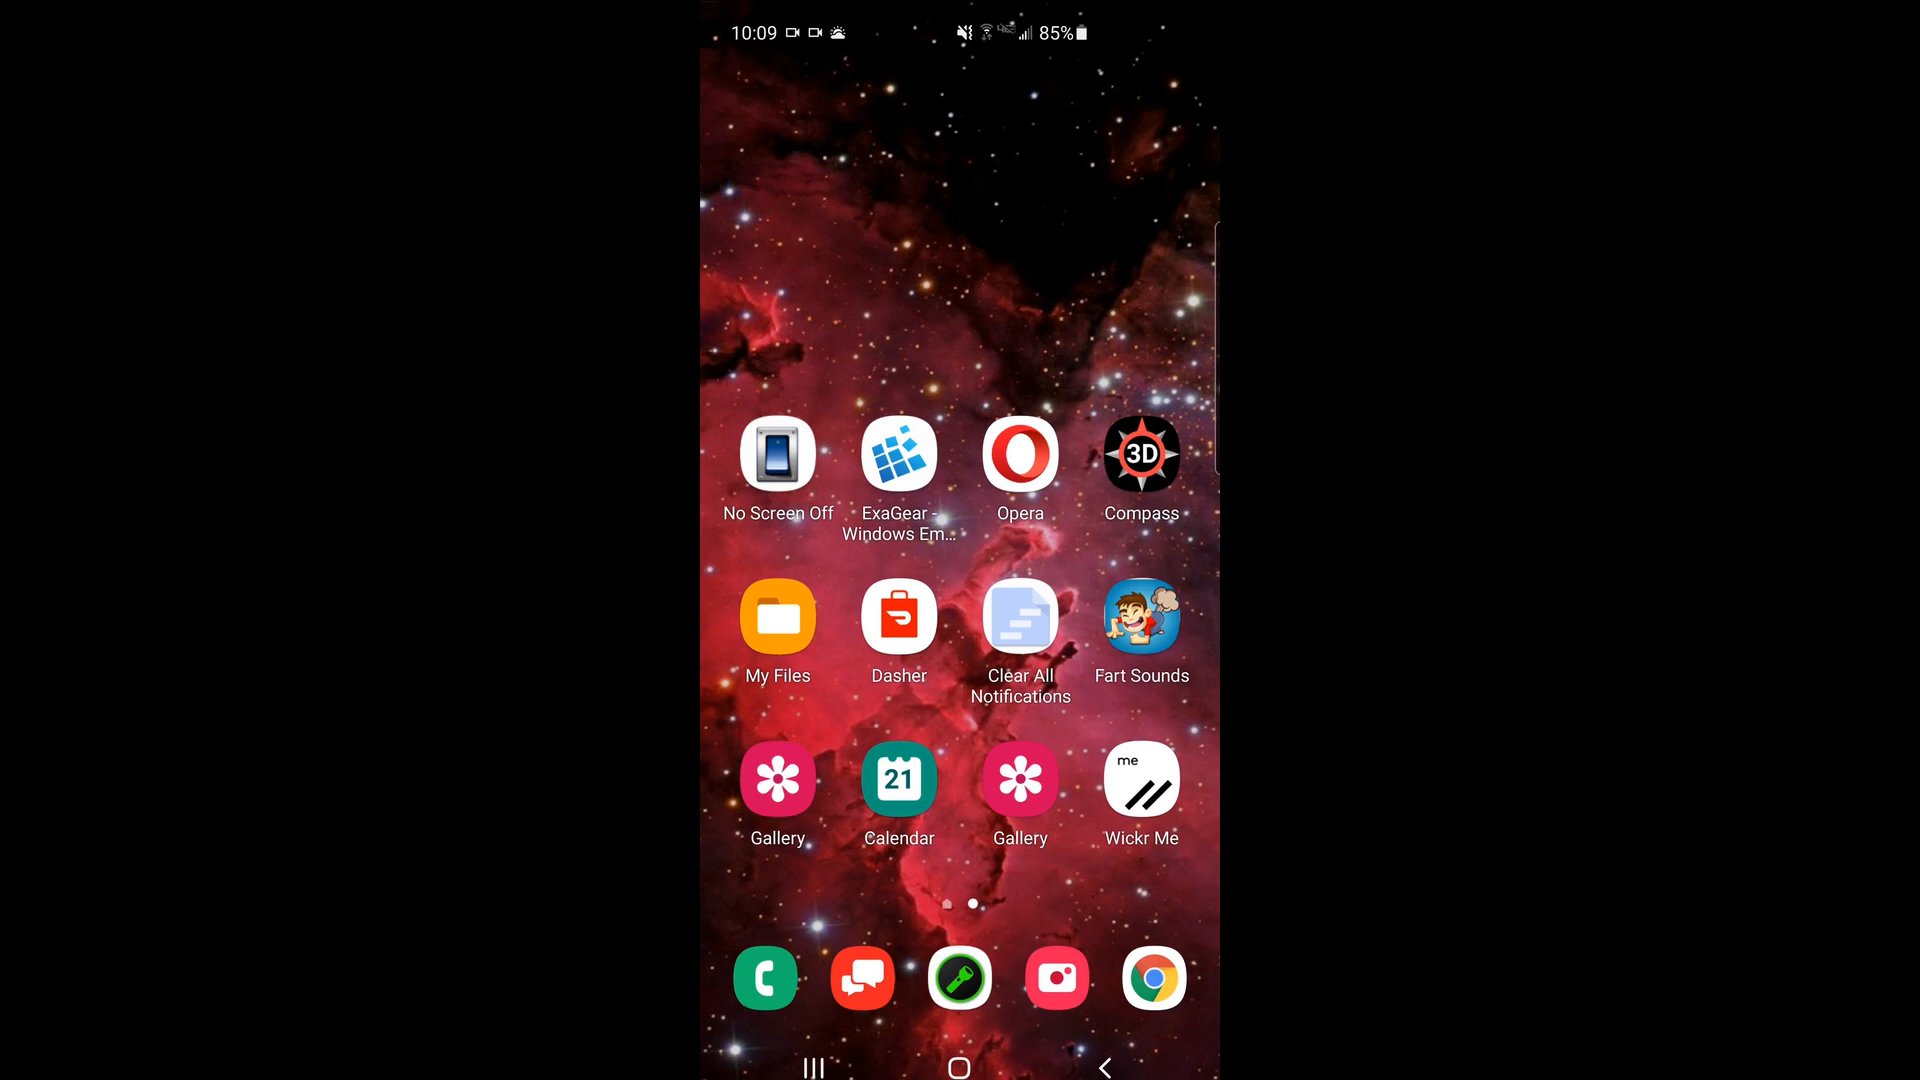 10:09 85%
No Screen Off ExaGear - Opera Compass
Windows Em...
3D
My Files Dasher Clear All Fart Sounds
Notifications
me
21
Gallery Calendar Gallery Wickr Me